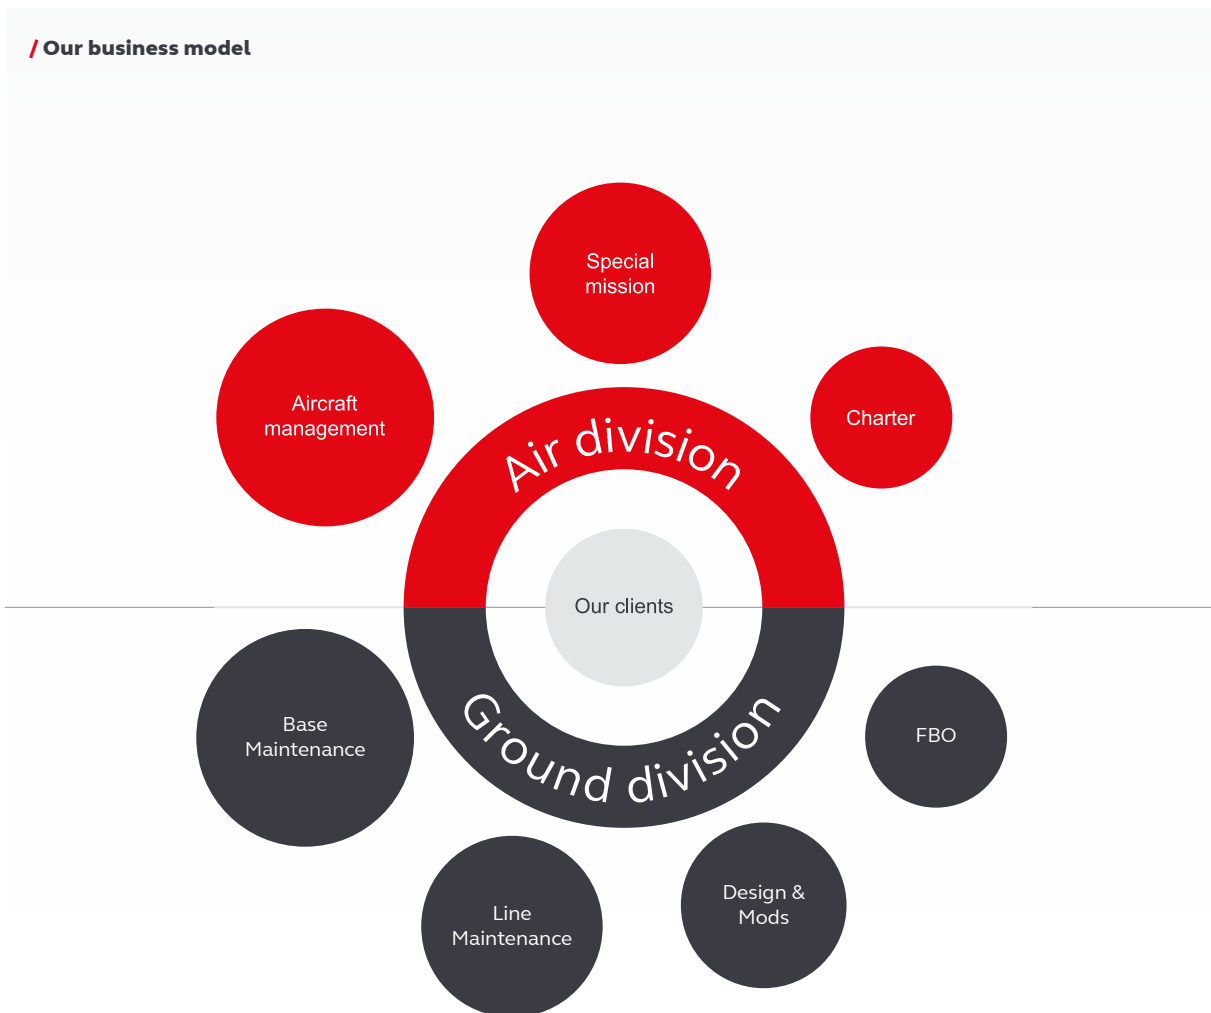 / Our business model
Special
mission
Aircraft
management
Charter
Air division
Our clients
Ground division
Base
Maintenance
FBO
Line
Maintenance
Design &
Mods